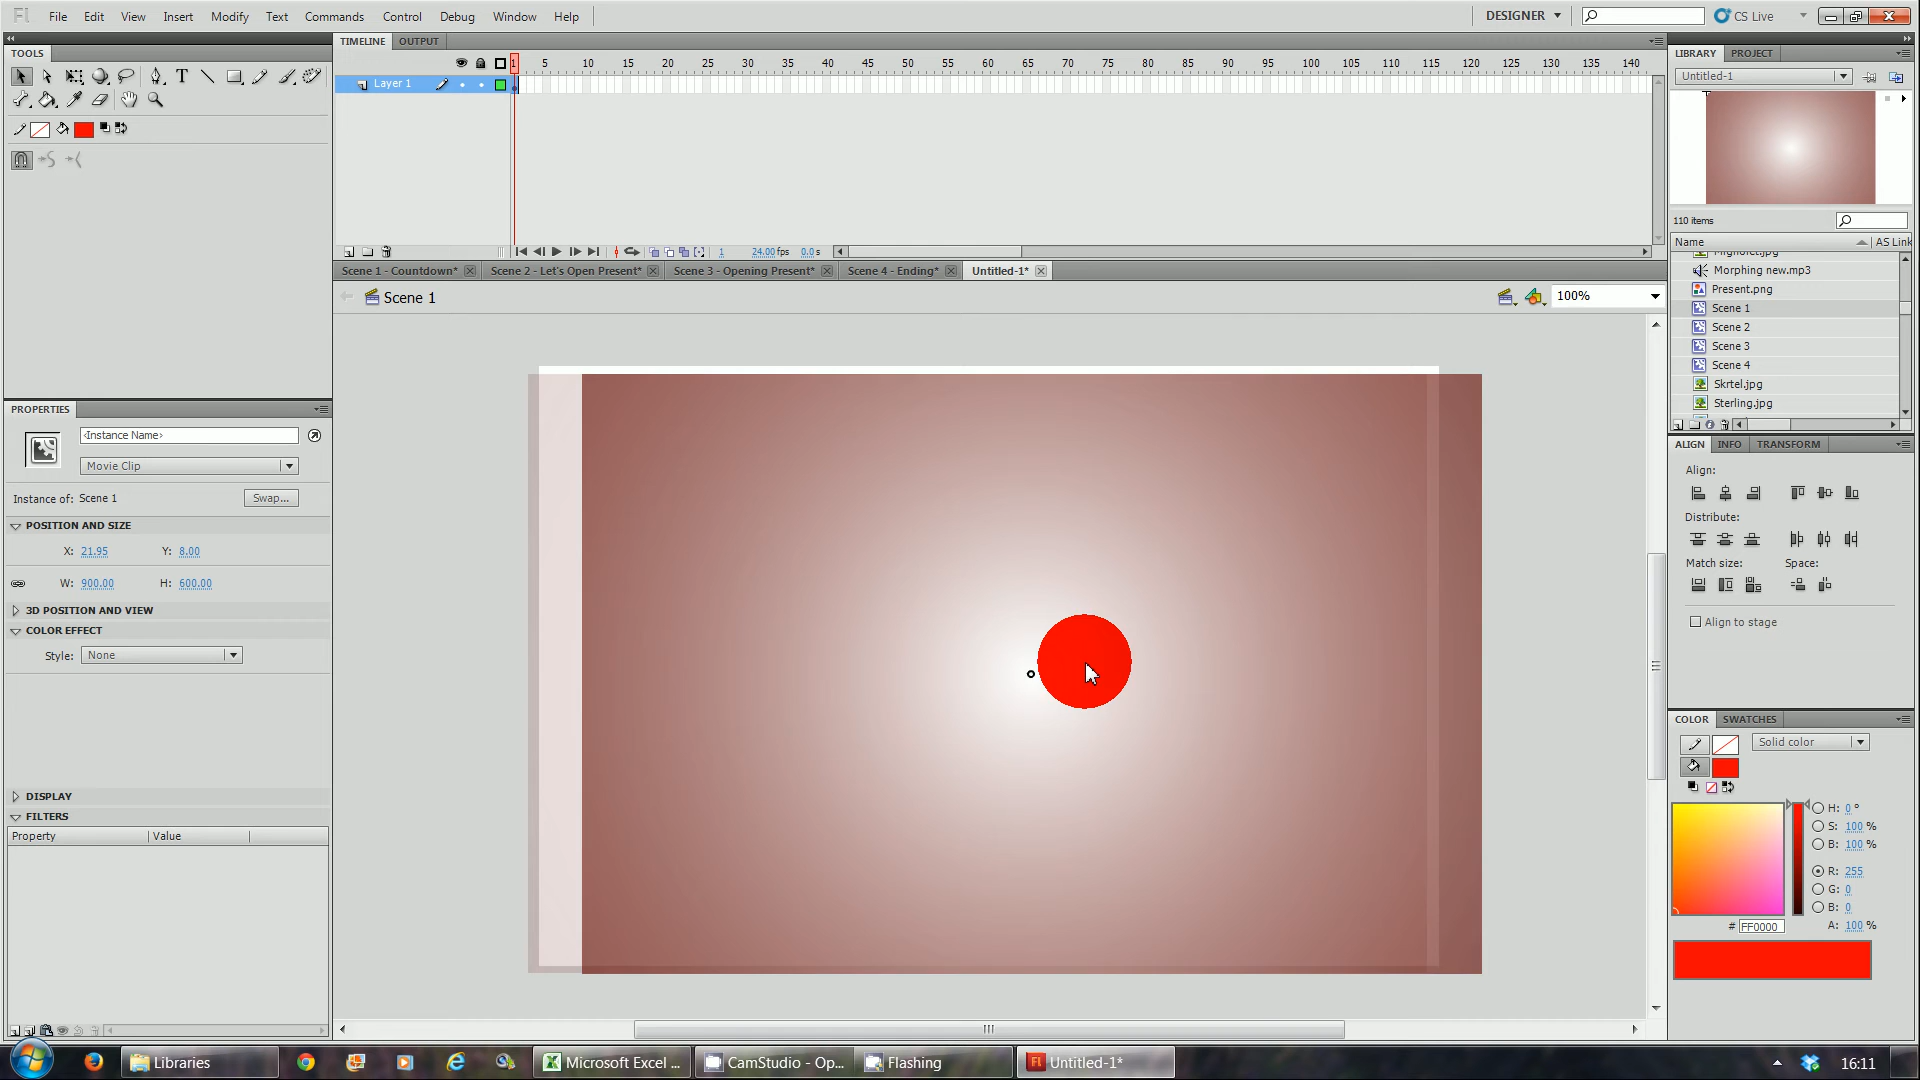 Fl File Edit View Insert Modify Text Commands Control Debug Window Help DESIGNER CS Live
TOOLS
TIMELINE OUTPUT
1 5 10 15 20 25 30 35 40 45 50 55 60 65 70 75 80 85 90 95 100 105 110 115 120 125 130 135 140
Layer 1
1 24.00fps 0.0s
Scene 1 - Countdown* Scene 2 - Let's Open Present* Scene 3 - Opening Present* Scene 4 - Ending* Untitled-1*
Scene 1
100%
PROPERTIES
<Instance Name>
Movie Clip
Instance of: Scene 1 Swap...
POSITION AND SIZE
X: 21.95 Y: 8.00
W: 900.00 H: 600.00
3D POSITION AND VIEW
COLOR EFFECT
Style: None
DISPLAY
FILTERS
Property Value
LIBRARY PROJECT
Untitled-1
110 items
Name AS Link
Mignolet.jpg
Morphing new.mp3
Present.png
Scene 1
Scene 2
Scene 3
Scene 4
Skrtel.jpg
Sterling.jpg
ALIGN INFO TRANSFORM
Align:
Distribute:
Match size: Space:
Align to stage
COLOR SWATCHES
Solid color
H: 0 °
S: 100 %
B: 100 %
R: 255
G: 0
B: 0
# FF0000 A: 100 %
Libraries Microsoft Excel ... CamStudio - Op... Flashing Fl Untitled-1* 16:11